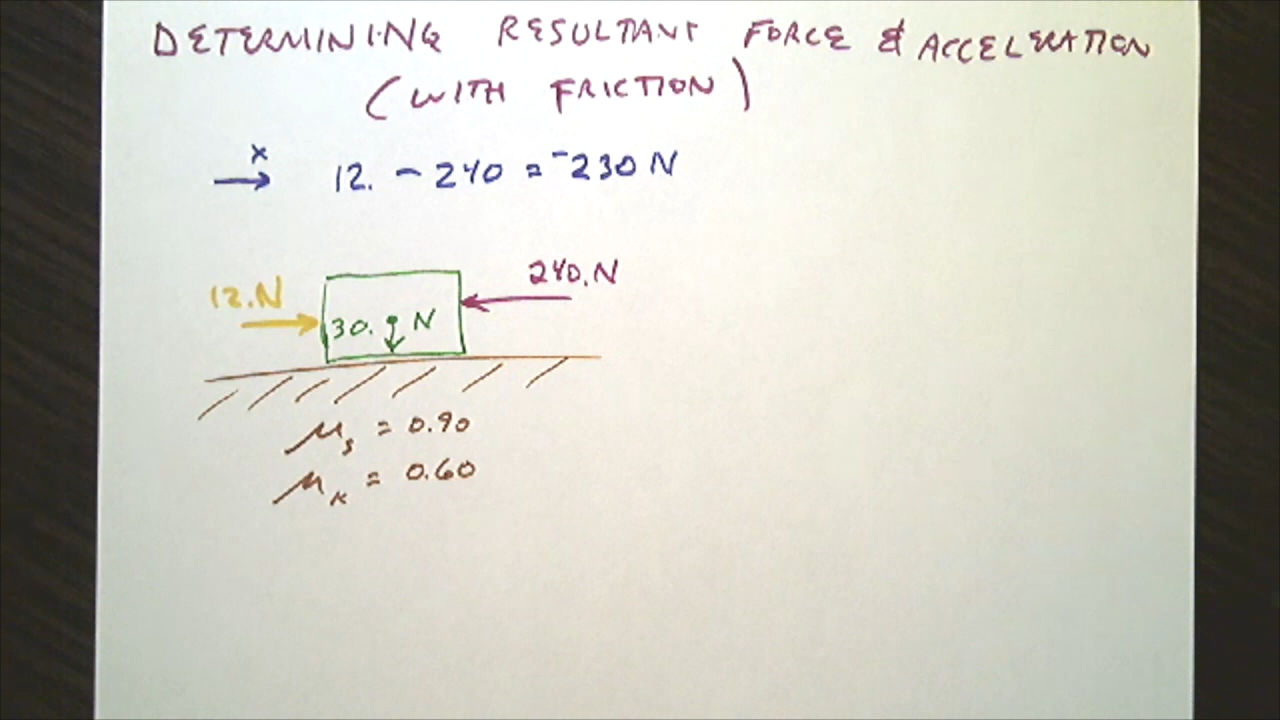 DETERMINING RESULTANT FORCE & ACCELERATION
(WITH FRICTION)
x
12. - 240 = -230 N
240. N
12. N
30. N
μs = 0.90
μk = 0.60